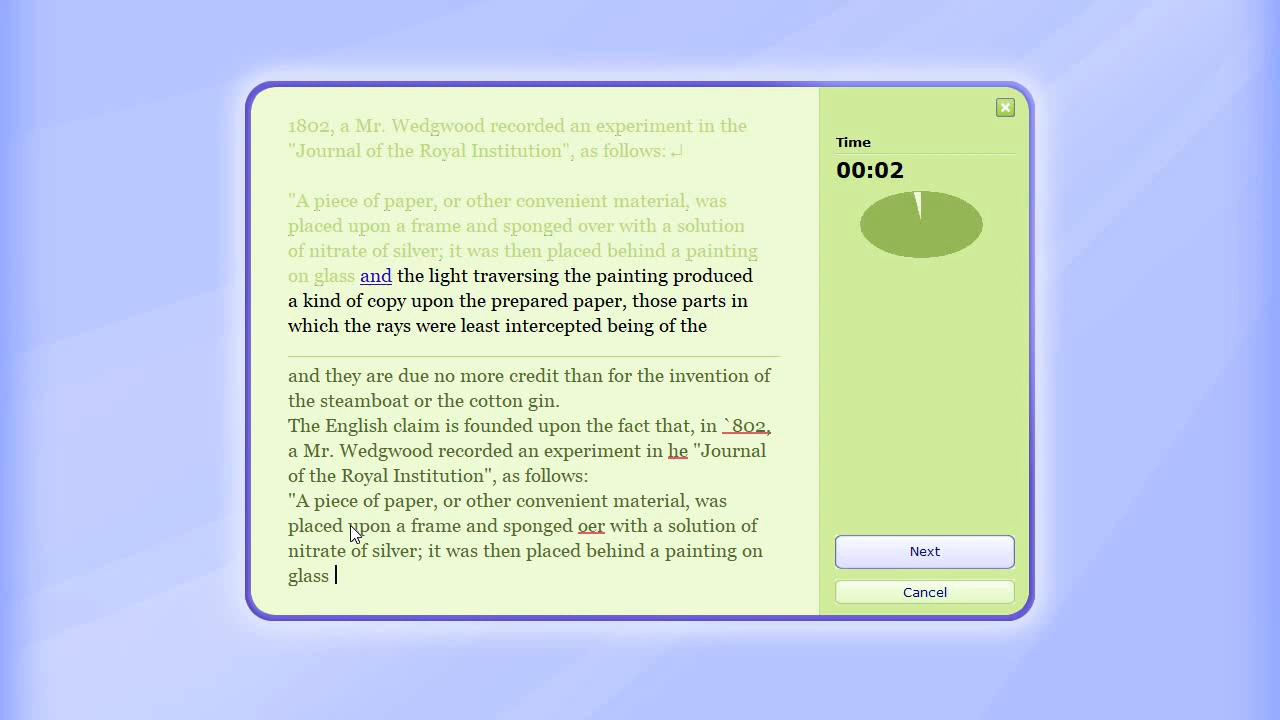 1802, a Mr. Wedgwood recorded an experiment in the
"Journal of the Royal Institution", as follows:↵
"A piece of paper, or other convenient material, was
placed upon a frame and sponged over with a solution
of nitrate of silver; it was then placed behind a painting
on glass and the light traversing the painting produced
a kind of copy upon the prepared paper, those parts in
which the rays were least intercepted being of the
and they are due no more credit than for the invention of
the steamboat or the cotton gin.
The English claim is founded upon the fact that, in `802,
a Mr. Wedgwood recorded an experiment in he "Journal
of the Royal Institution", as follows:
"A piece of paper, or other convenient material, was
placed upon a frame and sponged oer with a solution of
nitrate of silver; it was then placed behind a painting on
glass
Time
00:02
Next
Cancel